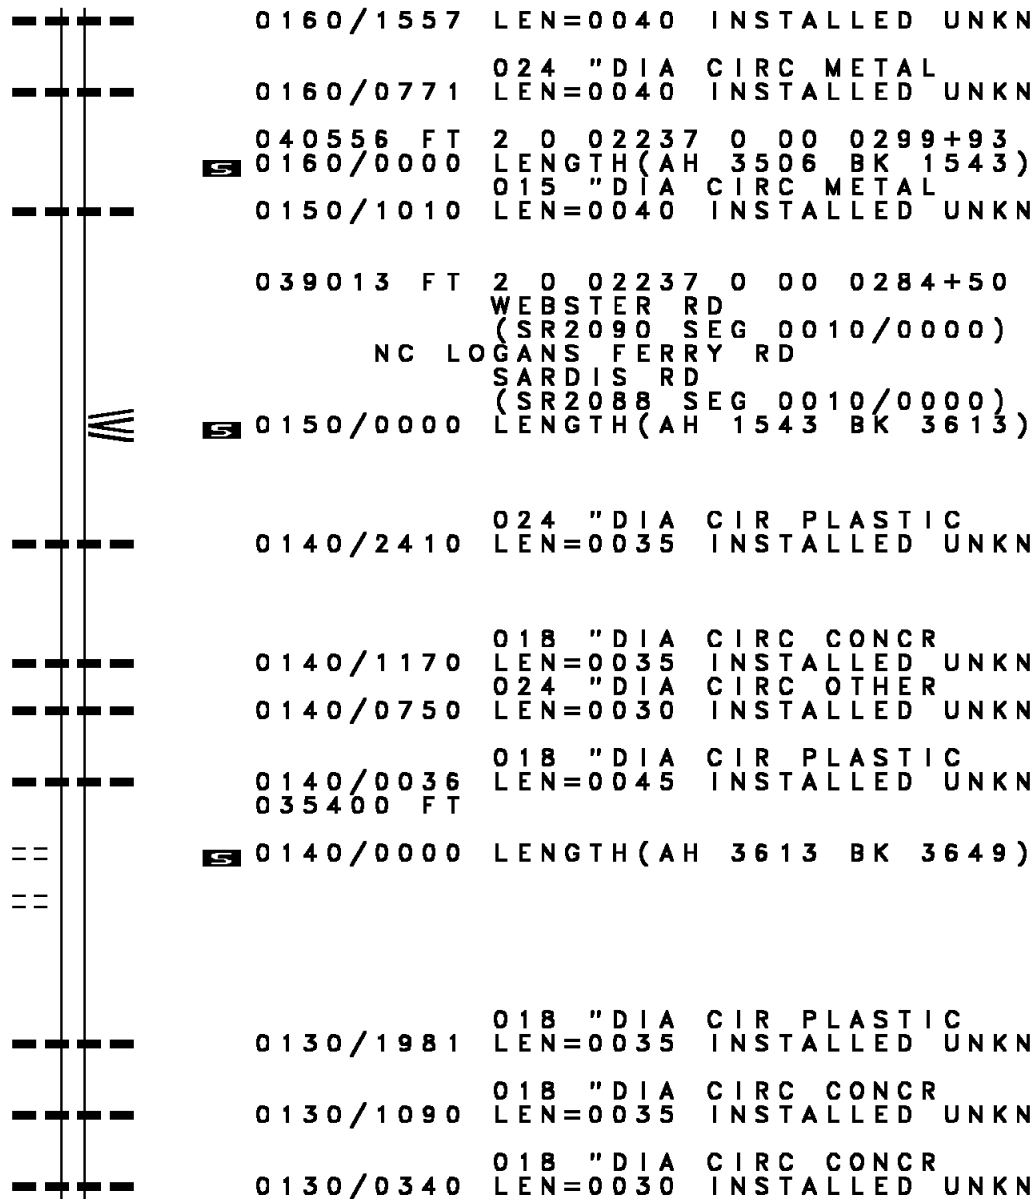 0160/1557 LEN=0040 INSTALLED UNKN
024 "DIA CIRC METAL
0160/0771 LEN=0040 INSTALLED UNKN
040556 FT 2 0 02237 0 00 0299+93
S 0160/0000 LENGTH(AH 3506 BK 1543)
015 "DIA CIRC METAL
0150/1010 LEN=0040 INSTALLED UNKN
039013 FT 2 0 02237 0 00 0284+50
WEBSTER RD
(SR2090 SEG 0010/0000)
NC LOGANS FERRY RD
SARDIS RD
(SR2088 SEG 0010/0000)
S 0150/0000 LENGTH(AH 1543 BK 3613)
024 "DIA CIR PLASTIC
0140/2410 LEN=0035 INSTALLED UNKN
018 "DIA CIRC CONCR
0140/1170 LEN=0035 INSTALLED UNKN
024 "DIA CIRC OTHER
0140/0750 LEN=0030 INSTALLED UNKN
018 "DIA CIR PLASTIC
0140/0036 LEN=0045 INSTALLED UNKN
035400 FT
S 0140/0000 LENGTH(AH 3613 BK 3649)
018 "DIA CIR PLASTIC
0130/1981 LEN=0035 INSTALLED UNKN
018 "DIA CIRC CONCR
0130/1090 LEN=0035 INSTALLED UNKN
018 "DIA CIRC CONCR
0130/0340 LEN=0030 INSTALLED UNKN